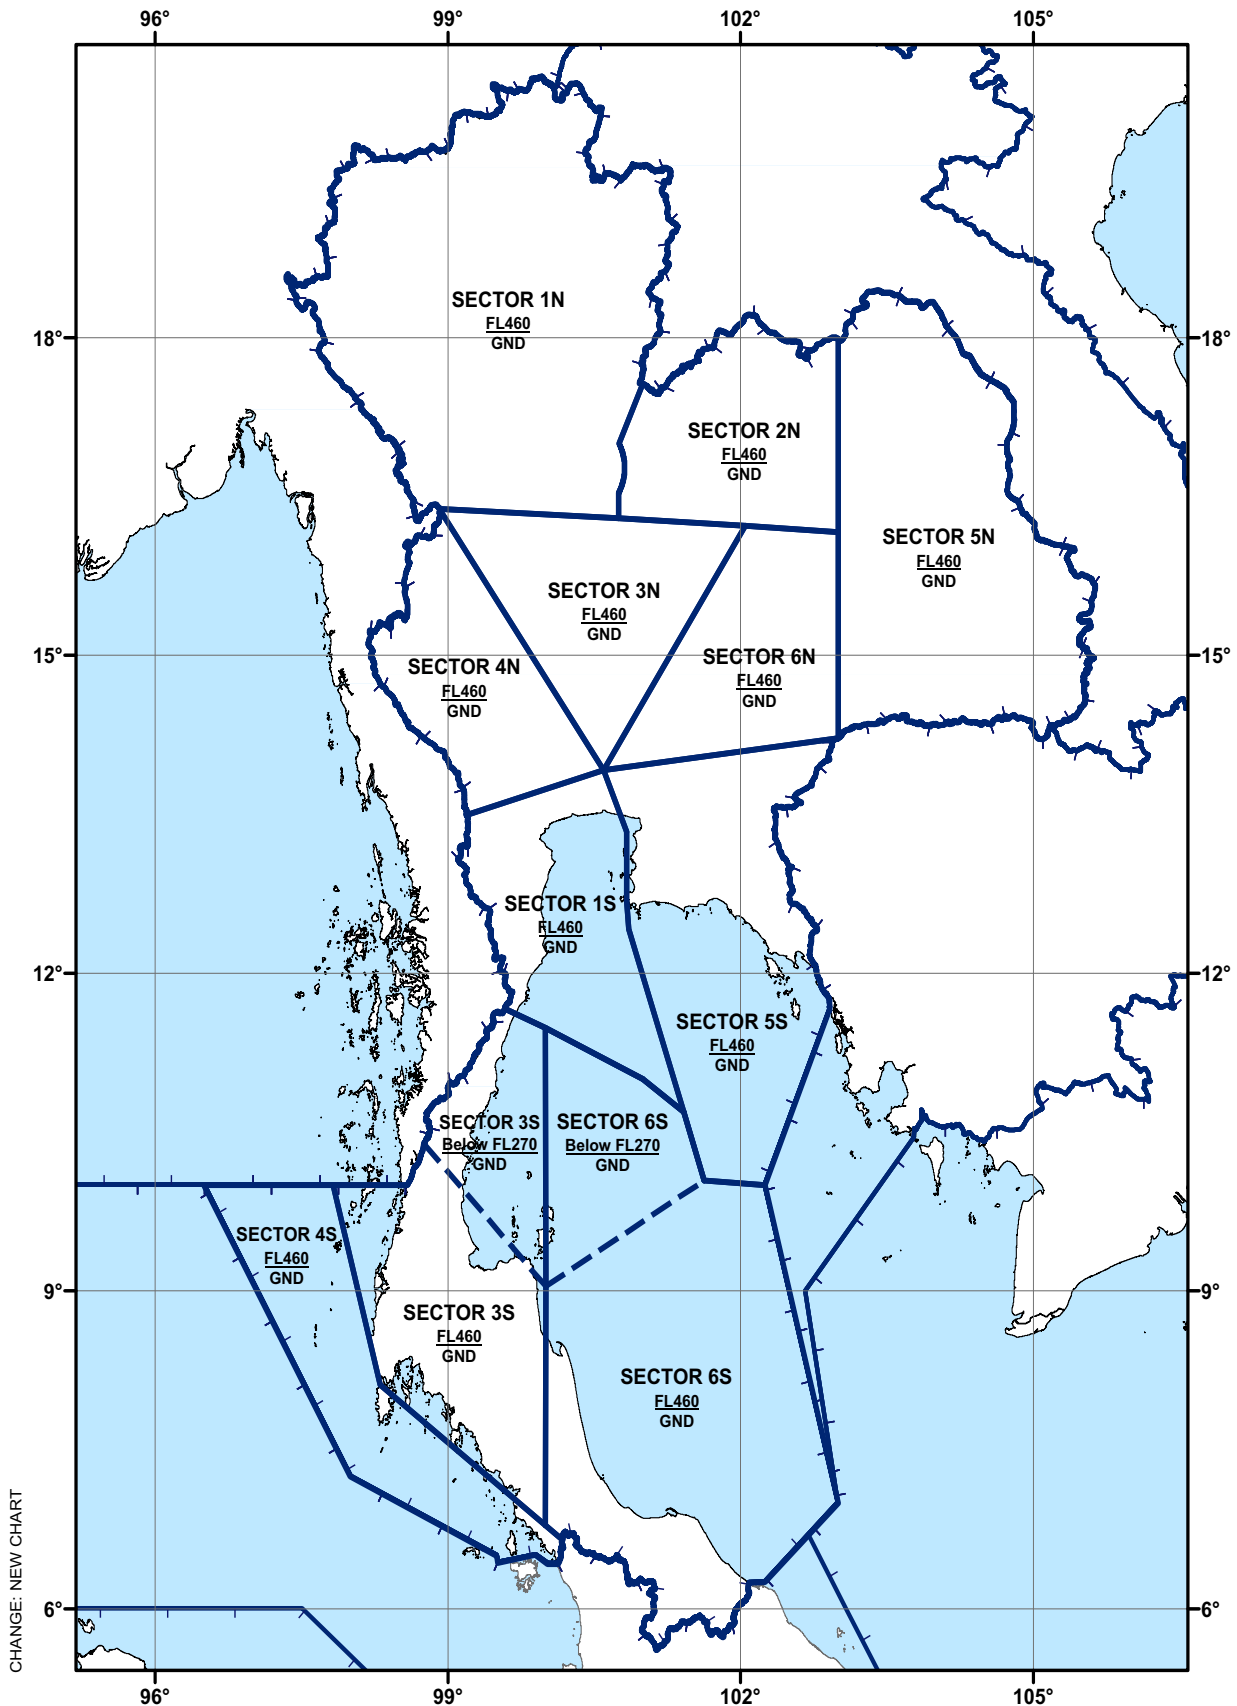 96°
99°
102°
105°
SECTOR 1N
FL460
GND
18°
18°
SECTOR 2N
FL460
GND
SECTOR 5N
FL460
GND
SECTOR 3N
FL460
GND
15°
15°
SECTOR 6N
FL460
GND
SECTOR 4N
FL460
GND
SECTOR 1S
FL460
GND
12°
12°
SECTOR 5S
FL460
GND
SECTOR 3S
Below FL270
GND
SECTOR 6S
Below FL270
GND
SECTOR 4S
FL460
GND
9°
9°
SECTOR 3S
FL460
GND
SECTOR 6S
FL460
GND
CHANGE: NEW CHART
6°
6°
96°
99°
102°
105°